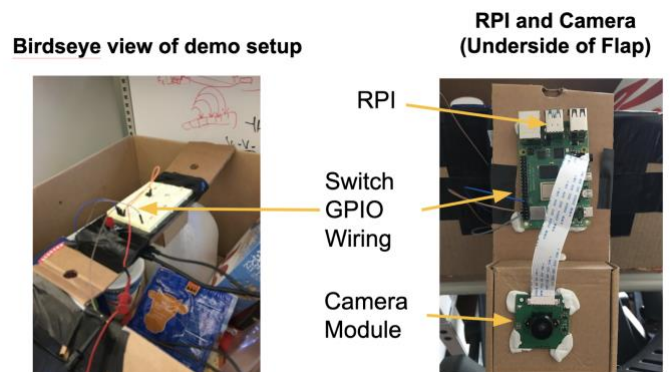 Birdseye view of demo setup
RPI and Camera
(Underside of Flap)
RPI
Switch
GPIO
Wiring
Camera
Module